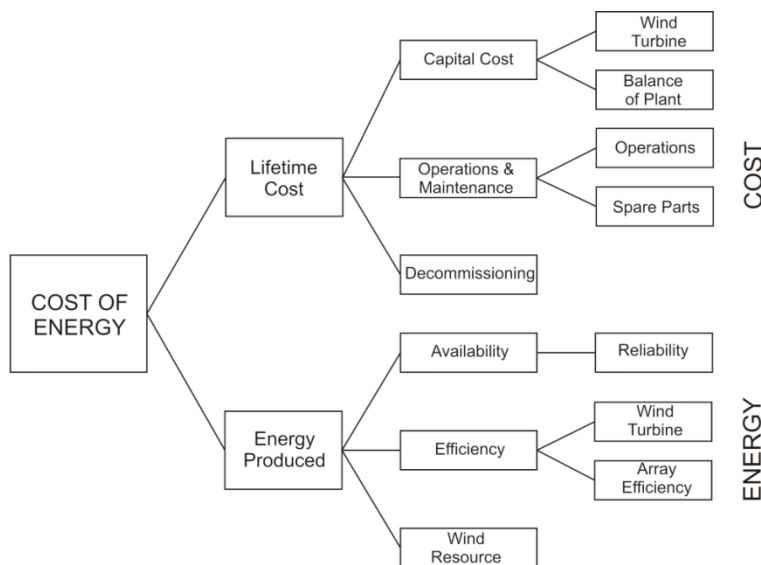 COST OF
ENERGY
Lifetime
Cost
Capital Cost
Wind
Turbine
Balance
of Plant
Operations &
Maintenance
Operations
Spare Parts
Decommissioning
COST
Energy
Produced
Availability
Reliability
Efficiency
Wind
Turbine
Array
Efficiency
Wind
Resource
ENERGY